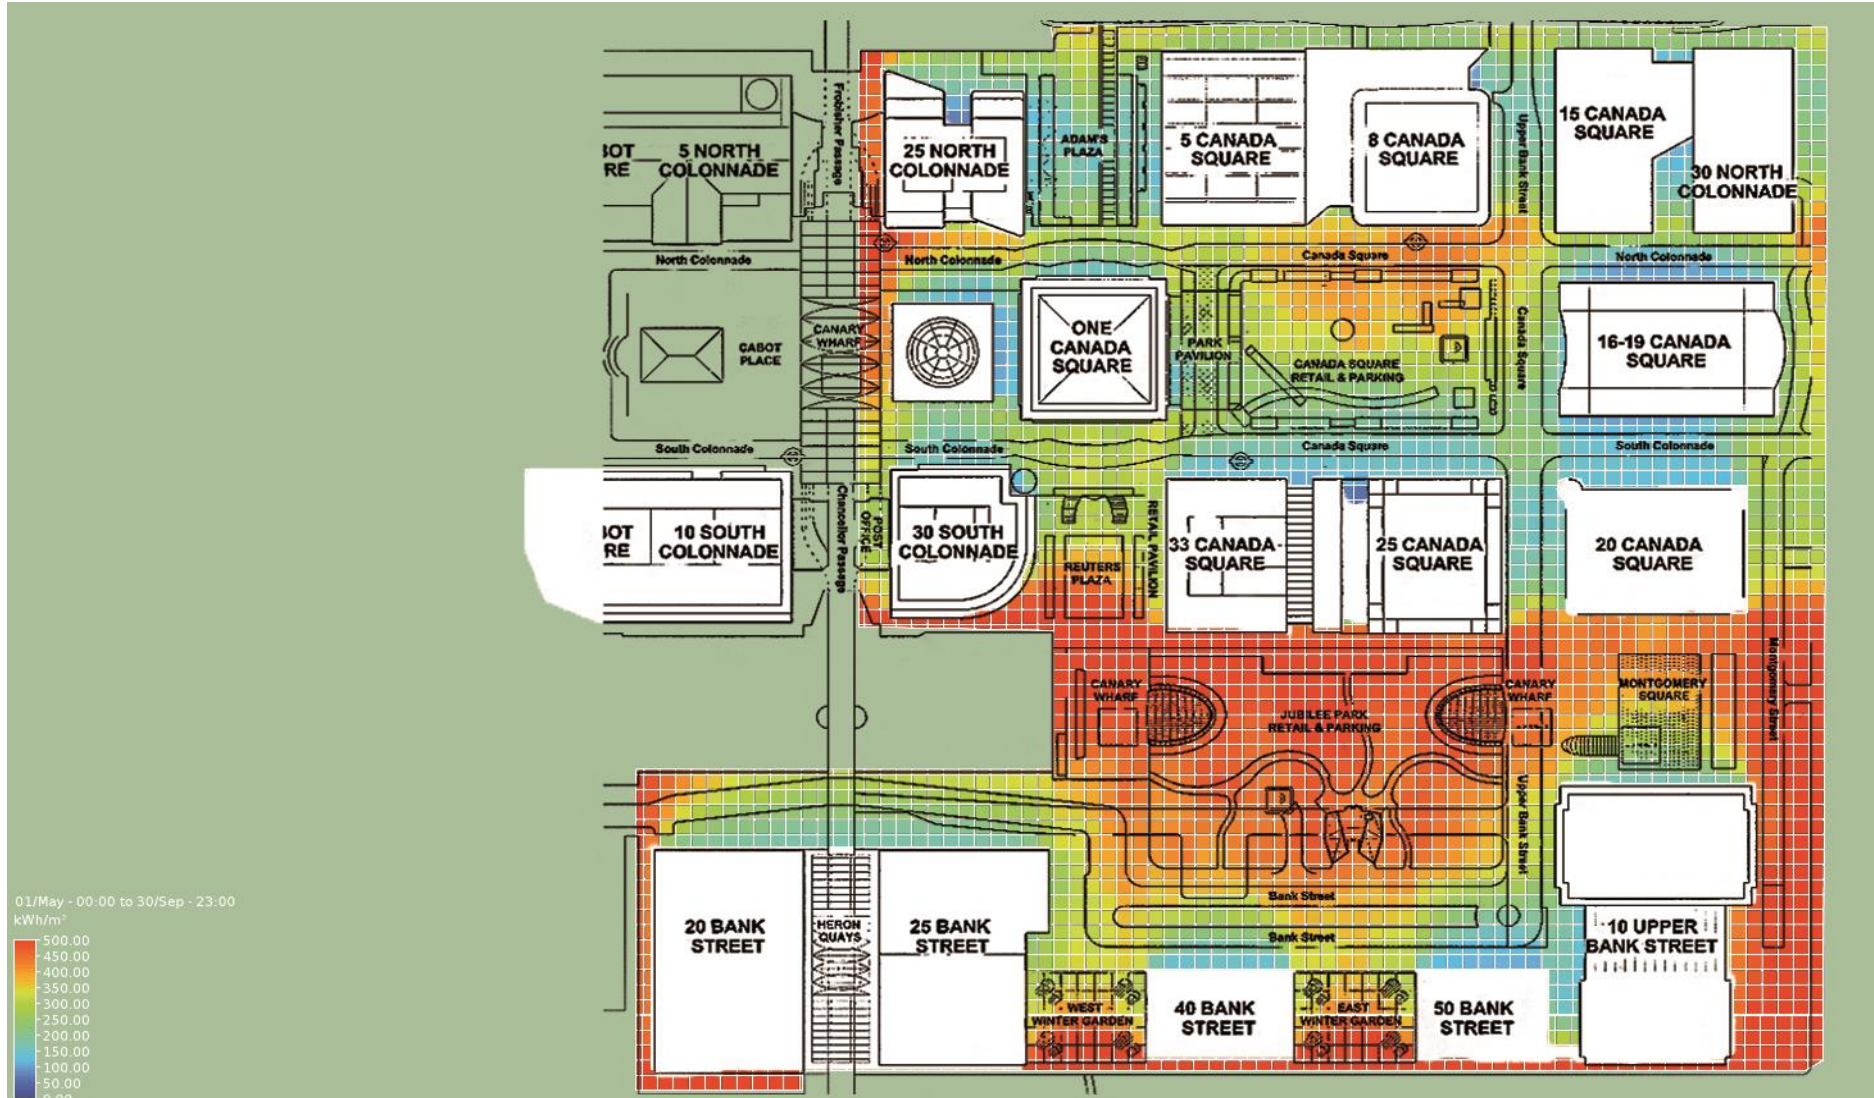 Frobisher Passage
BOT
RE
5 NORTH
COLONNADE
25 NORTH
COLONNADE
ADAM'S
PLAZA
5 CANADA
SQUARE
8 CANADA
SQUARE
Upper Bank Street
15 CANADA
SQUARE
30 NORTH
COLONNADE
North Colonnade
North Colonnade
Canada Square
North Colonnade
CABOT
PLACE
CANARY
WHARF
ONE
CANADA
SQUARE
PARK
PAVILION
CANADA SQUARE
RETAIL & PARKING
Canada Square
16-19 CANADA
SQUARE
South Colonnade
South Colonnade
Canada Square
South Colonnade
BOT
RE
10 SOUTH
COLONNADE
Chancellor Passage
POST
OFFICE
30 SOUTH
COLONNADE
REUTERS
PLAZA
RETAIL PAVILION
33 CANADA
SQUARE
25 CANADA
SQUARE
20 CANADA
SQUARE
CANARY
WHARF
JUBILEE PARK
RETAIL & PARKING
CANARY
WHARF
MONTGOMERY
SQUARE
Montgomery Street
Upper Bank Street
Bank Street
Bank Street
20 BANK
STREET
HERON
QUAYS
25 BANK
STREET
10 UPPER
BANK STREET
WEST
WINTER GARDEN
40 BANK
STREET
EAST
WINTER GARDEN
50 BANK
STREET
01/May - 00:00 to 30/Sep - 23:00
kWh/m²
500.00
450.00
400.00
350.00
300.00
250.00
200.00
150.00
100.00
50.00
0.00